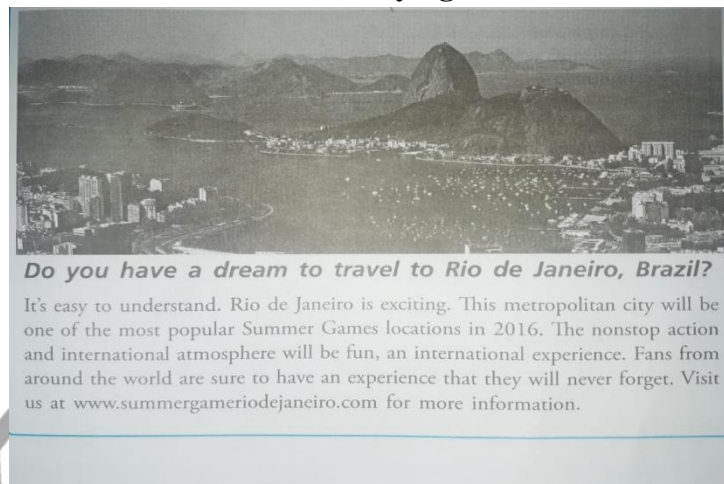 Do you have a dream to travel to Rio de Janeiro, Brazil?
It's easy to understand. Rio de Janeiro is exciting. This metropolitan city will be
one of the most popular Summer Games locations in 2016. The nonstop action
and international atmosphere will be fun, an international experience. Fans from
around the world are sure to have an experience that they will never forget. Visit
us at www.summergameriodejaneiro.com for more information.